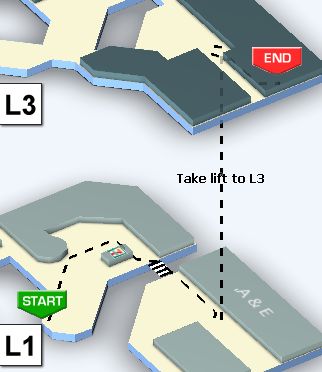 END
L3
Take lift to L3
START
A & E
L1